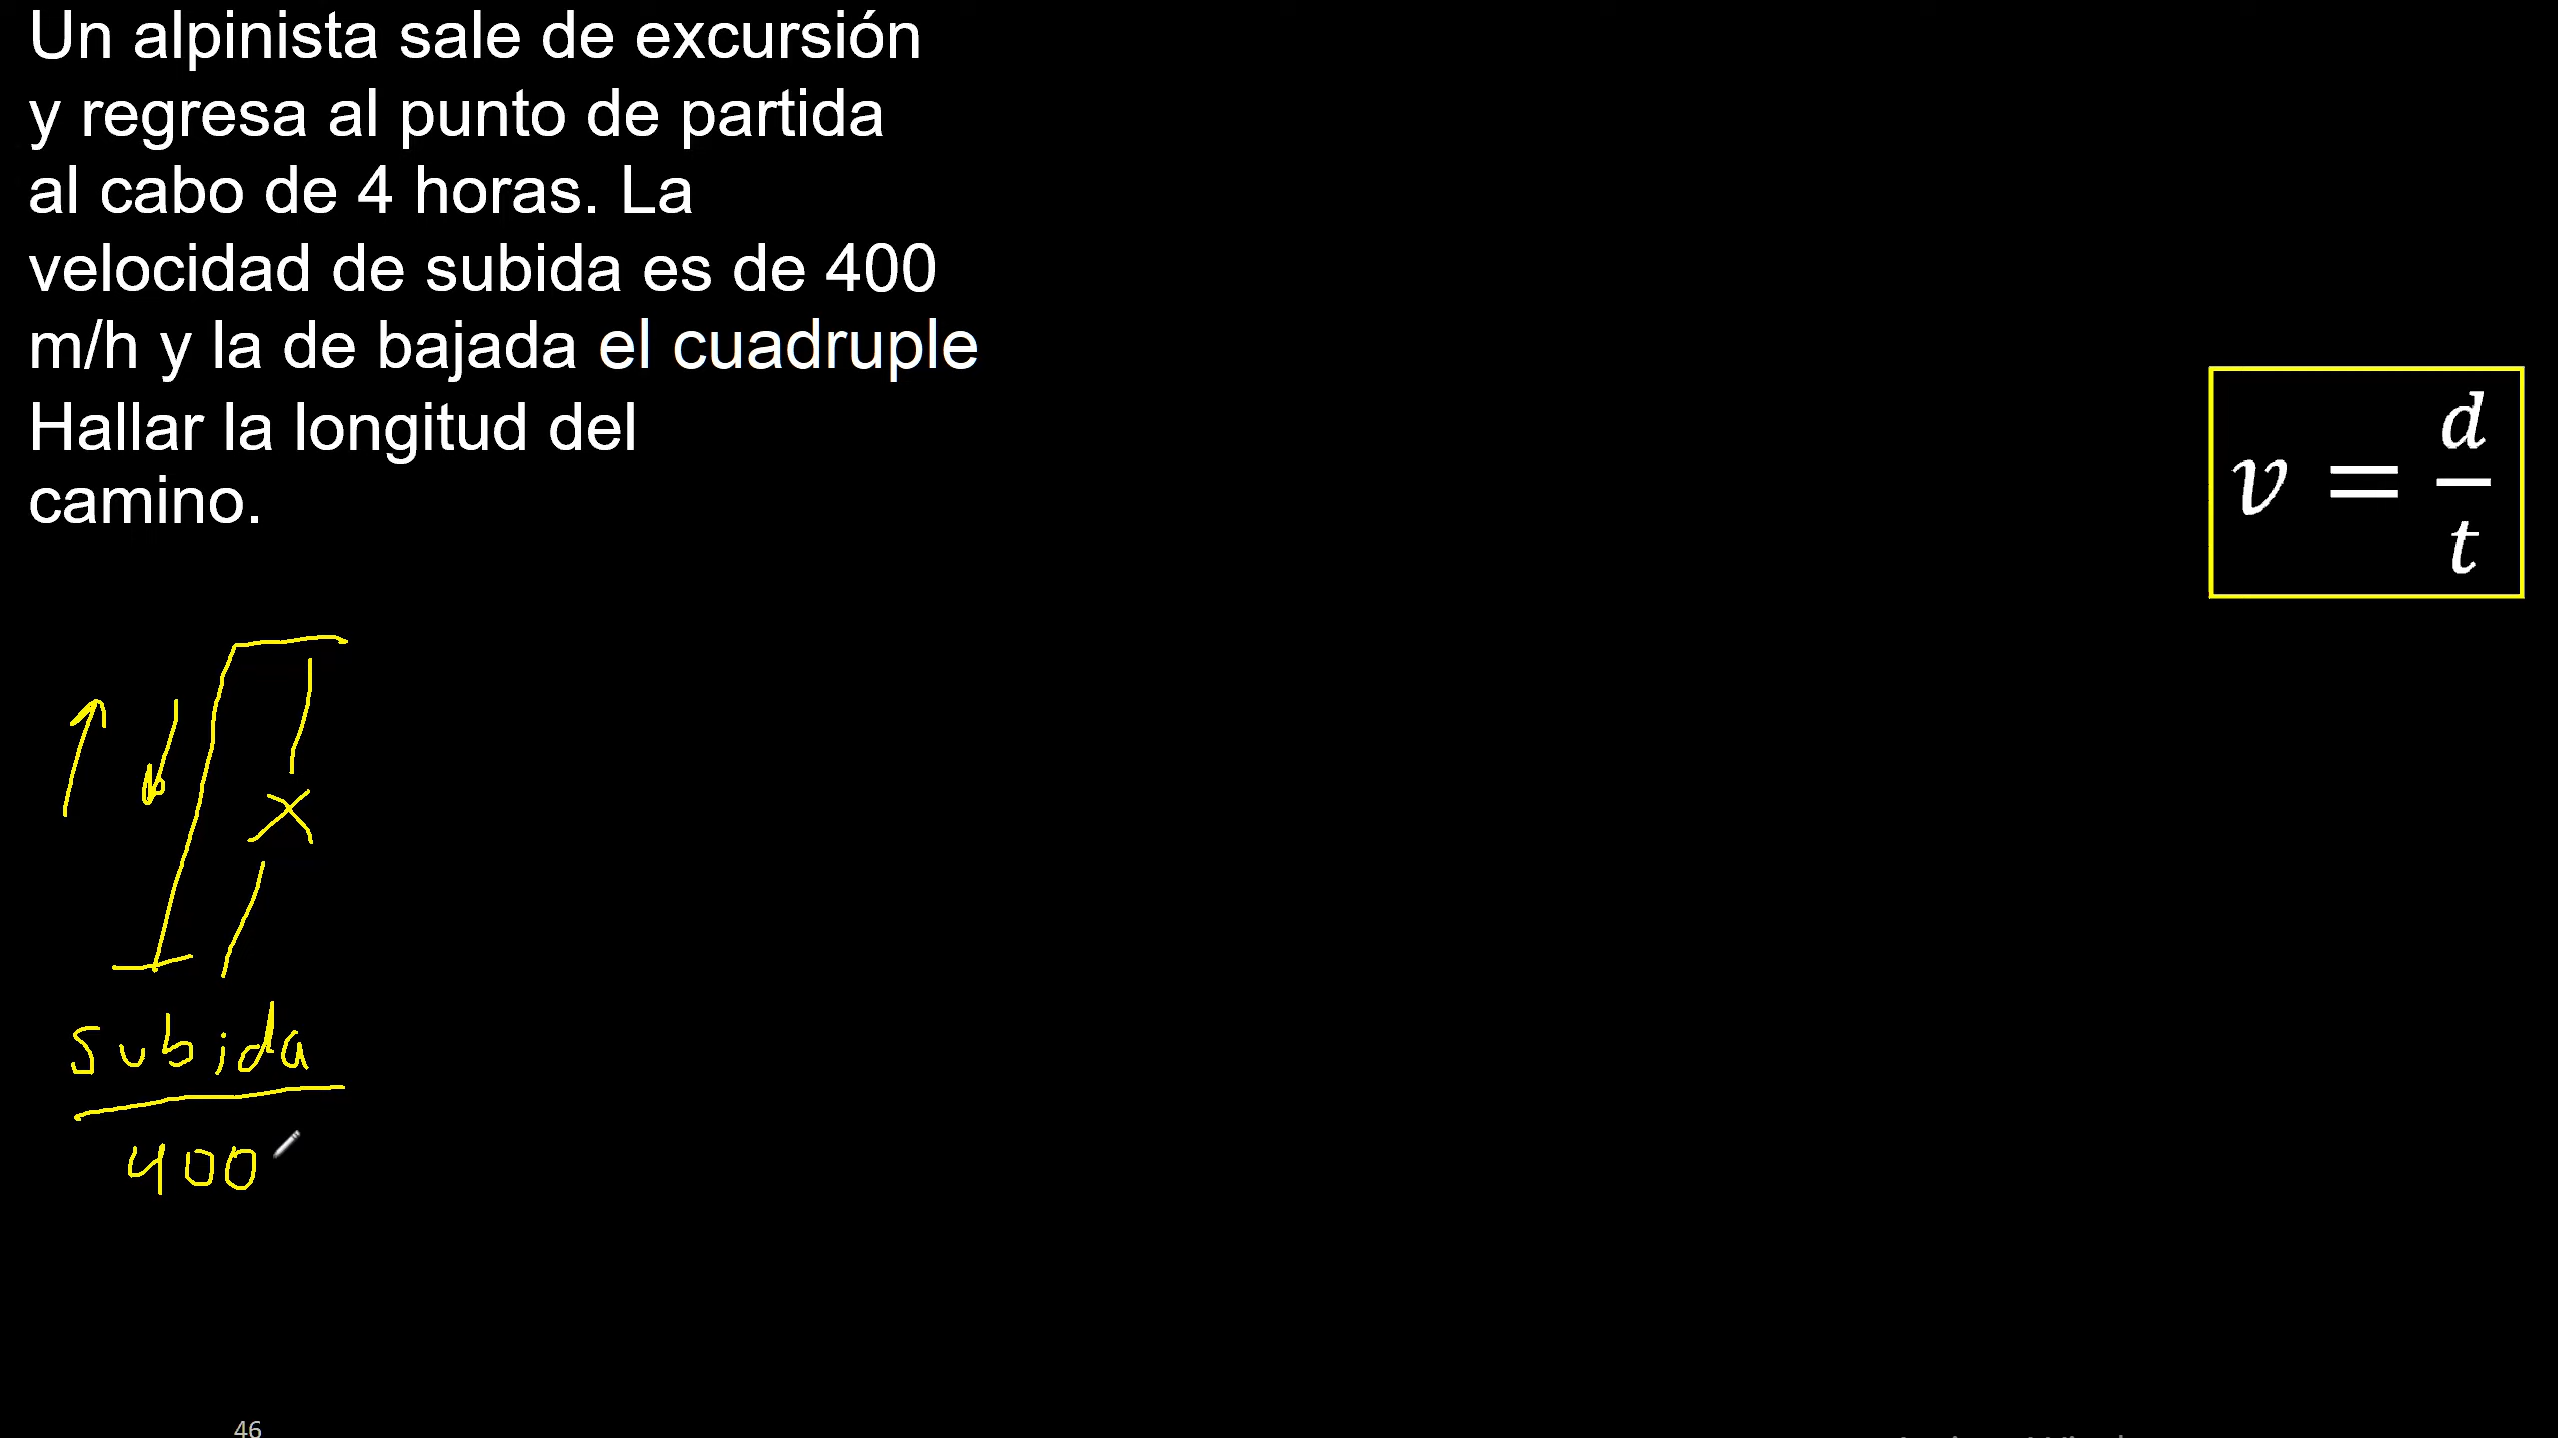 Un alpinista sale de excursión
y regresa al punto de partida
al cabo de 4 horas. La
velocidad de subida es de 400
m/h y la de bajada el cuadruple
Hallar la longitud del
camino.
v = d/t
x
subida
400
46